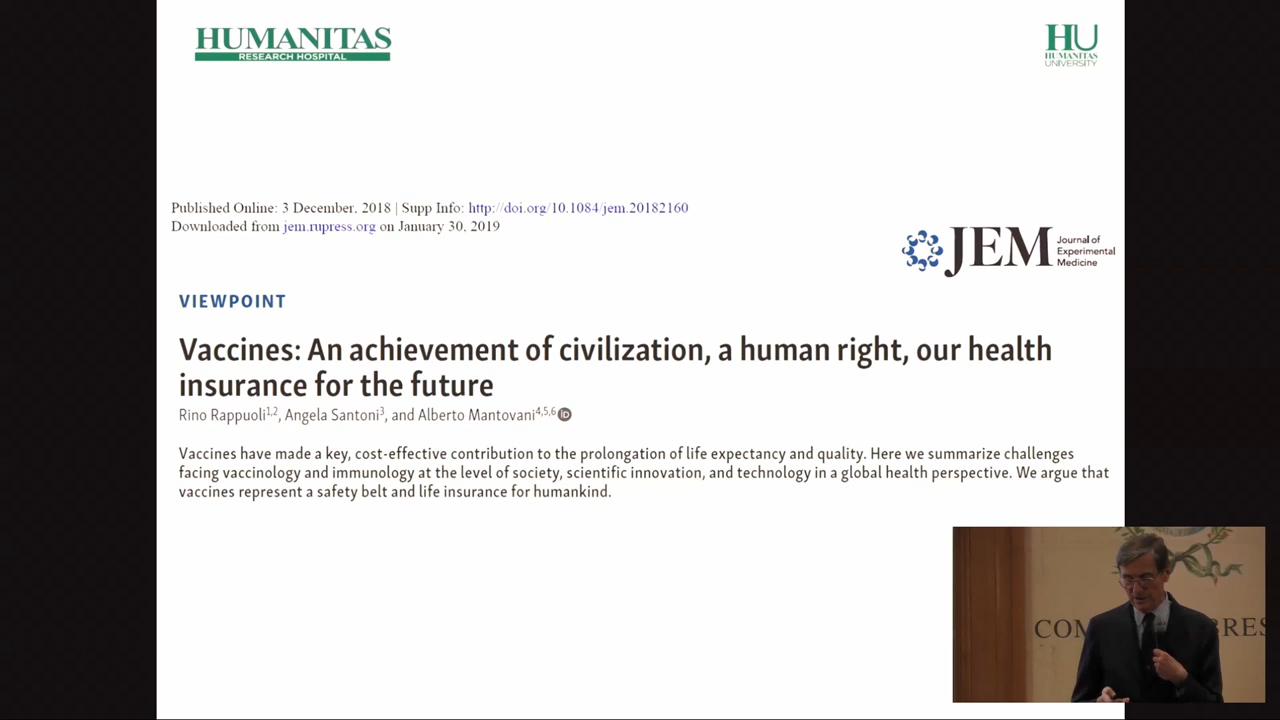 HUMANITAS
RESEARCH HOSPITAL
HU
HUMANITAS
UNIVERSITY
Published Online: 3 December, 2018 | Supp Info: http://doi.org/10.1084/jem.20182160
Downloaded from jem.rupress.org on January 30, 2019
JEM Journal of
Experimental
Medicine
VIEWPOINT
Vaccines: An achievement of civilization, a human right, our health
insurance for the future
Rino Rappuoli1,2, Angela Santoni3, and Alberto Mantovani4,5,6 iD
Vaccines have made a key, cost-effective contribution to the prolongation of life expectancy and quality. Here we summarize challenges
facing vaccinology and immunology at the level of society, scientific innovation, and technology in a global health perspective. We argue that
vaccines represent a safety belt and life insurance for humankind.